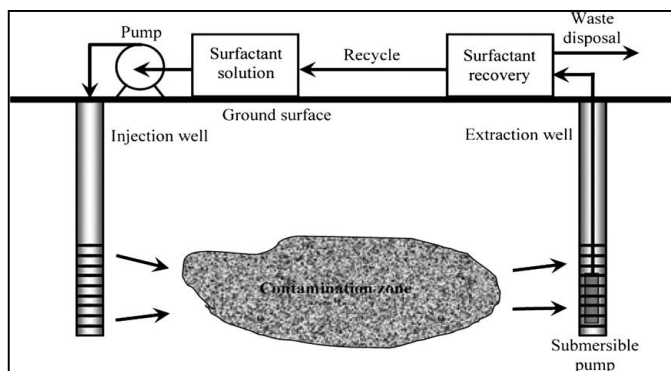 Pump
Surfactant
solution
Recycle
Surfactant
recovery
Waste
disposal
Ground surface
Injection well
Extraction well
Contamination zone
Submersible
pump